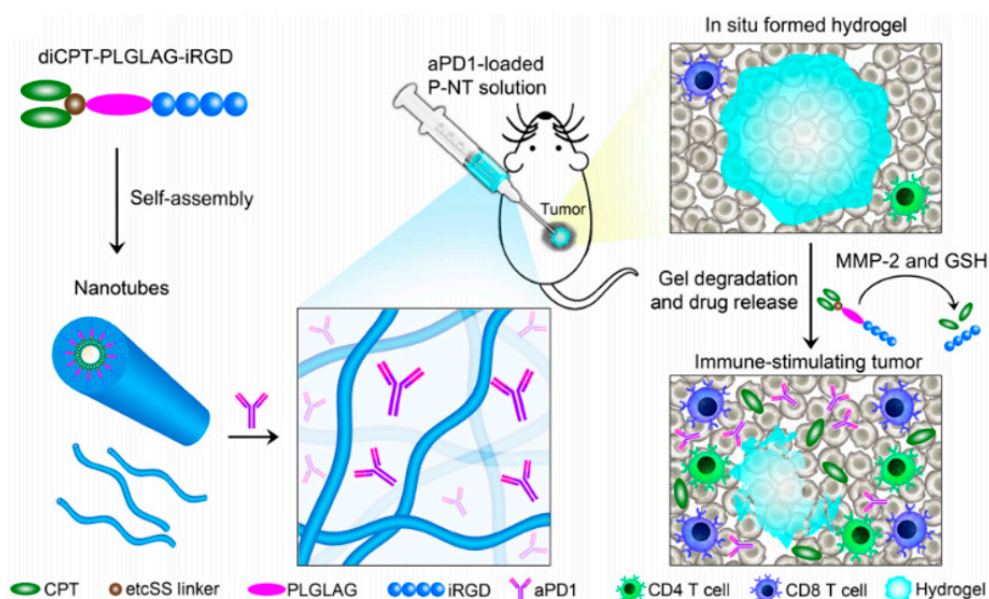 diCPT-PLGLAG-iRGD
Self-assembly
Nanotubes
aPD1-loaded
P-NT solution
Tumor
In situ formed hydrogel
Gel degradation
and drug release
MMP-2 and GSH
Immune-stimulating tumor
CPT
etcSS linker
PLGLAG
iRGD
aPD1
CD4 T cell
CD8 T cell
Hydrogel